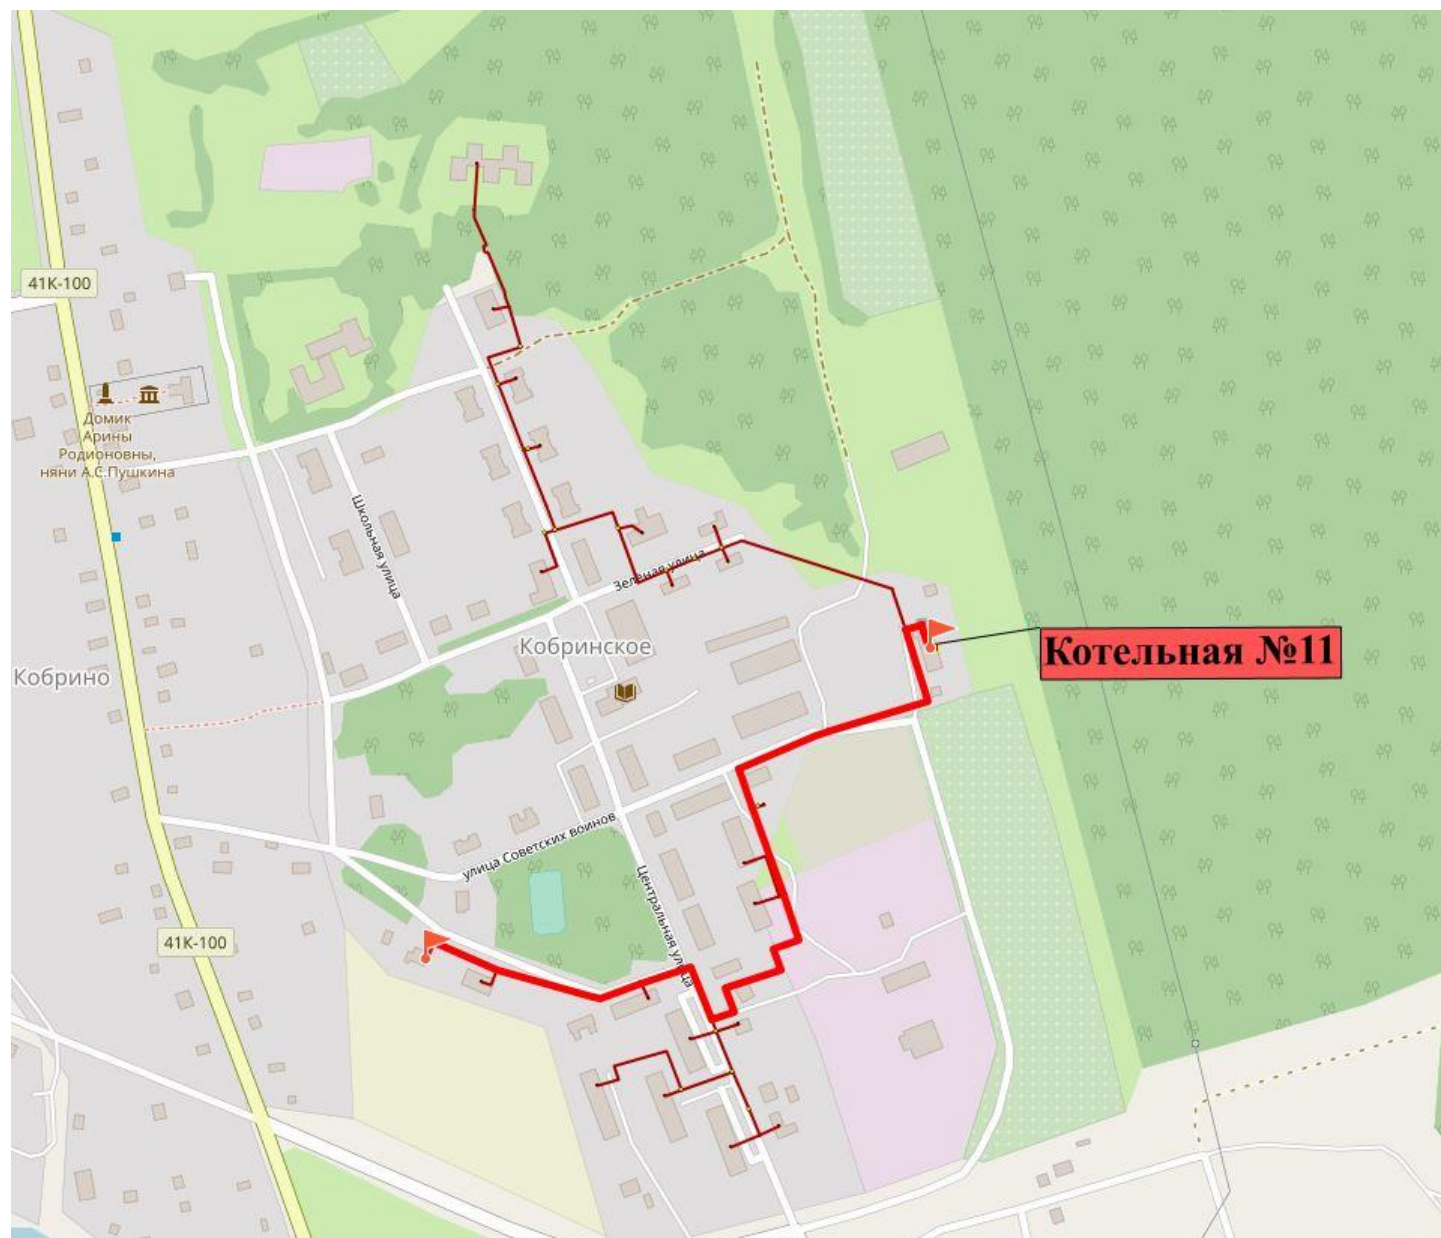 41К-100
Домик
Арины
Родионовны,
няни А.С.Пушкина
Школьная улица
Зелёная улица
Кобринское
Котельная №11
Кобрино
улица Советских воинов
Центральная улица
41К-100